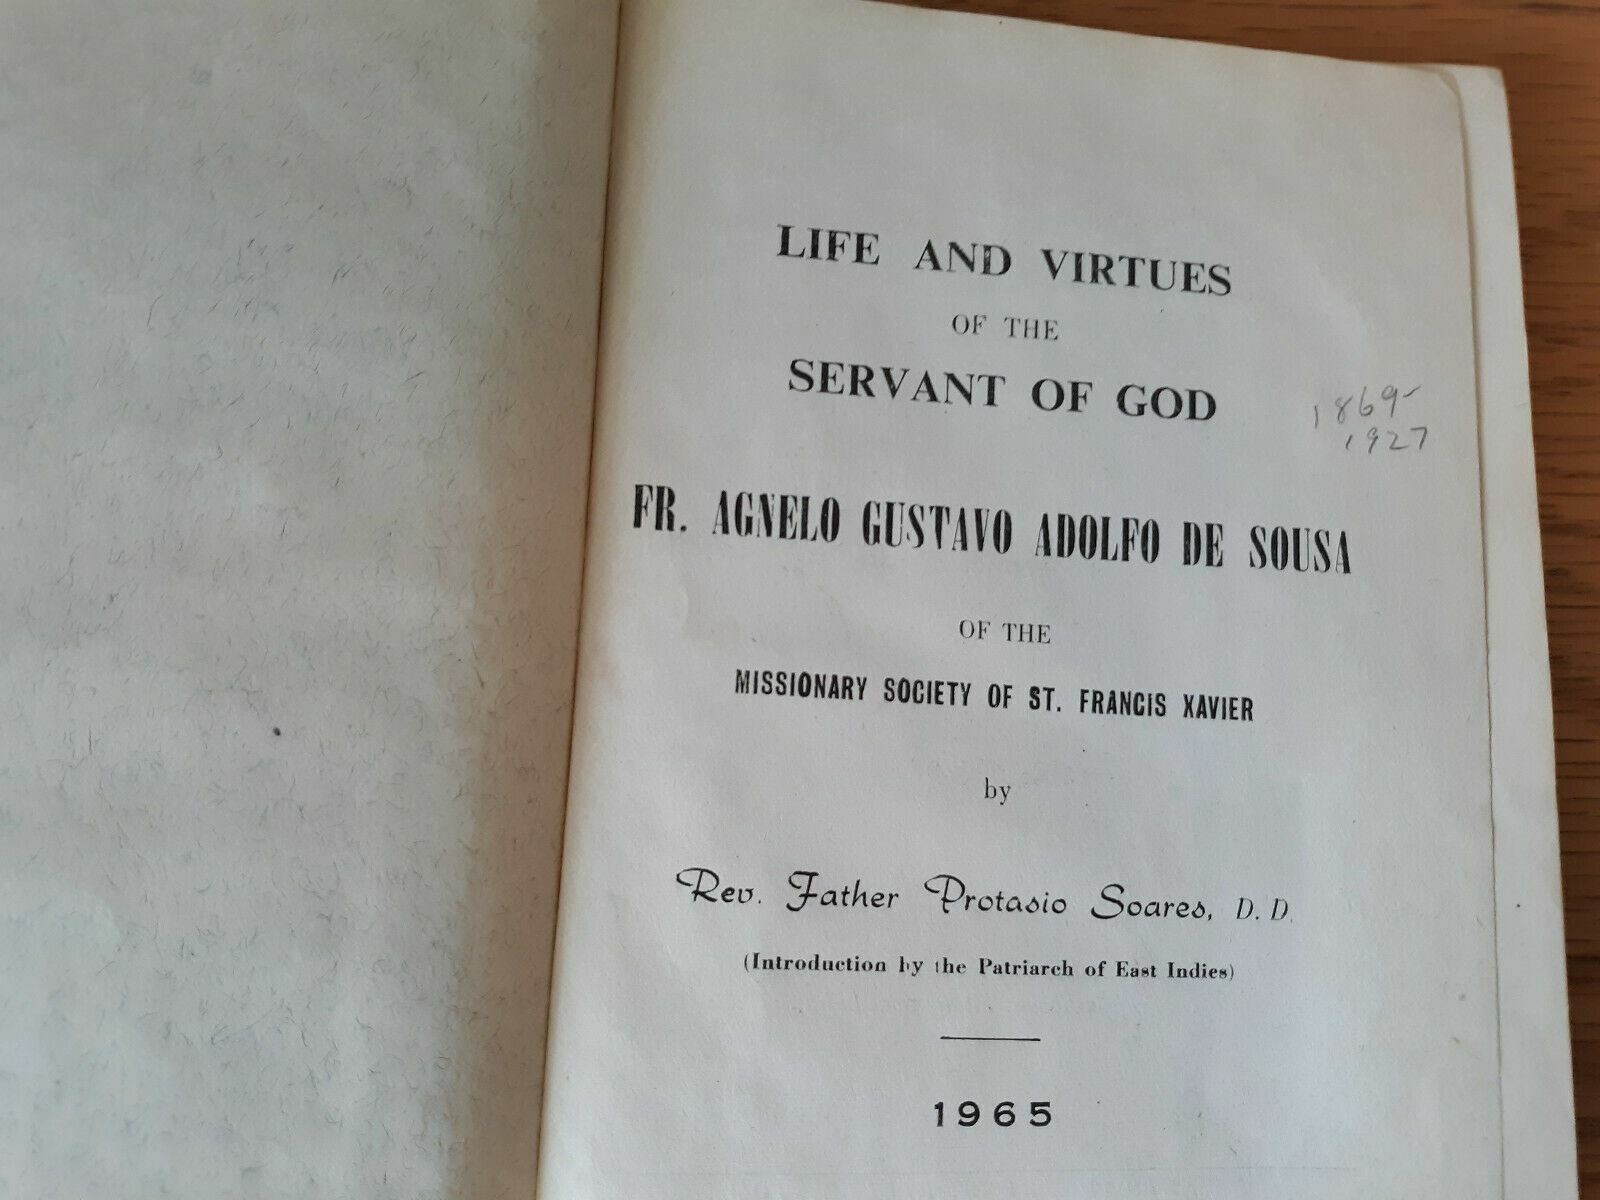 LIFE AND VIRTUES
OF THE
SERVANT OF GOD
1869-
1927
FR. AGNELO GUSTAVO ADOLFO DE SOUSA
OF THE
MISSIONARY SOCIETY OF ST. FRANCIS XAVIER
by
Rev. Father Protasio Soares, D. D.
(Introduction by the Patriarch of East Indies)
1965